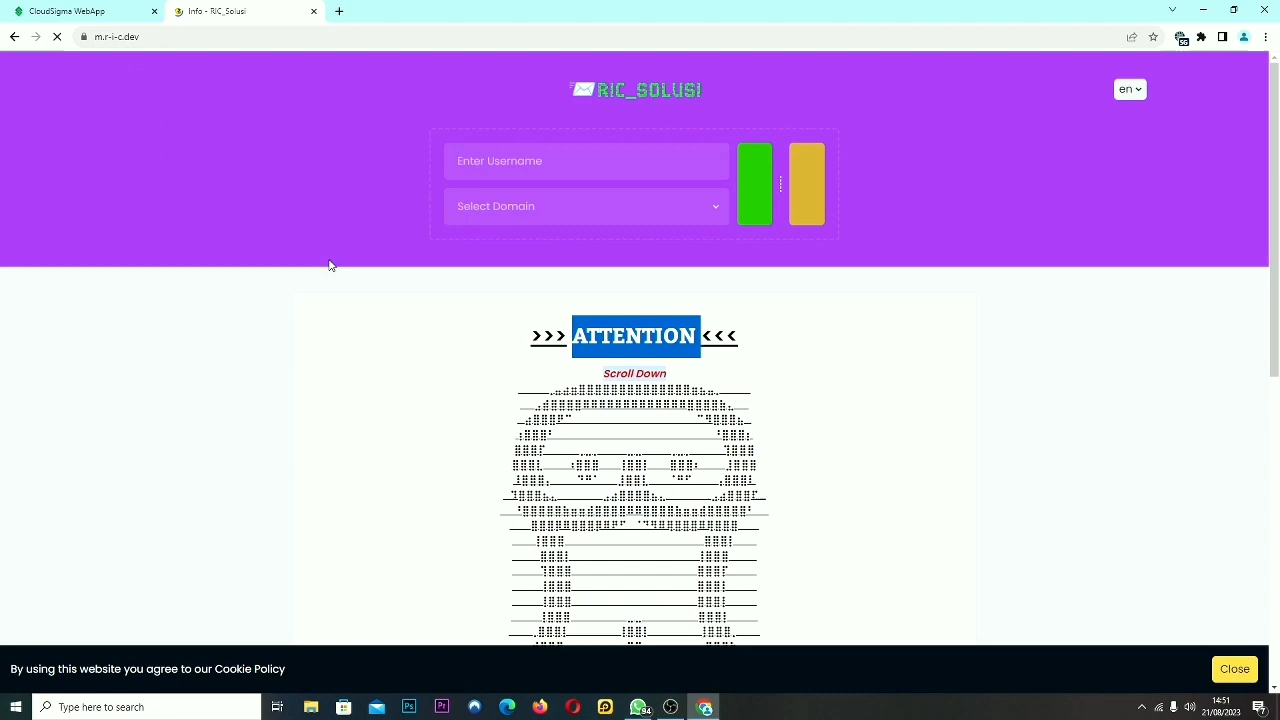 CloudSigma WebApp
Info - RIC_Solusi
m.r-i-c.dev
RIC_SOLUSI
en
Enter Username
Select Domain
>>> ATTENTION <<<
Scroll Down
By using this website you agree to our Cookie Policy
Close
Type here to search
14:51
21/08/2023